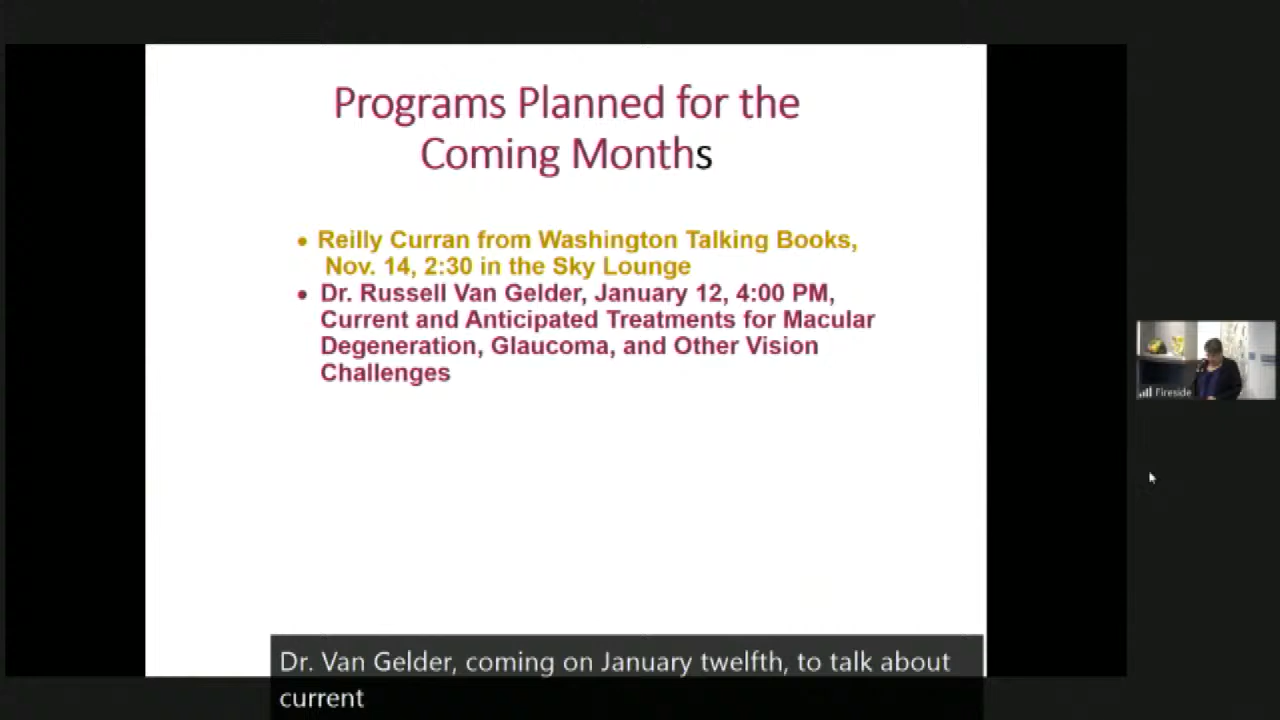 Programs Planned for the
Coming Months
• Reilly Curran from Washington Talking Books,
Nov. 14, 2:30 in the Sky Lounge
• Dr. Russell Van Gelder, January 12, 4:00 PM,
Current and Anticipated Treatments for Macular
Degeneration, Glaucoma, and Other Vision
Challenges
Fireside
Dr. Van Gelder, coming on January twelfth, to talk about
current